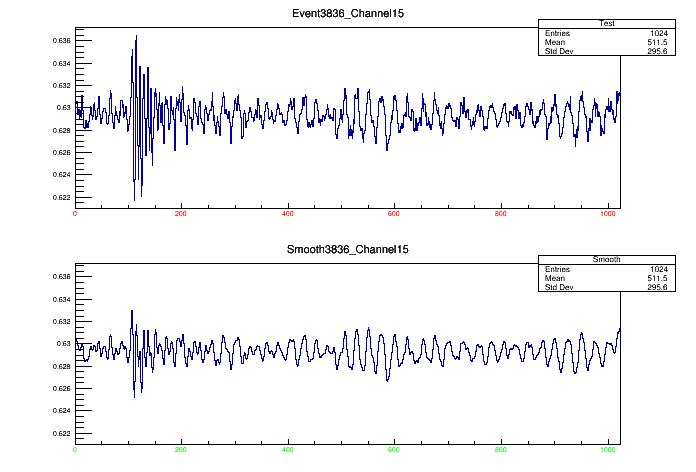 Event3836_Channel15
Test
Entries 1024
Mean 511.5
Std Dev 295.6
0.636
0.634
0.632
0.63
0.628
0.626
0.624
0.622
0 200 400 600 800 1000
Smooth3836_Channel15
Smooth
Entries 1024
Mean 511.5
Std Dev 295.6
0.636
0.634
0.632
0.63
0.628
0.626
0.624
0.622
0 200 400 600 800 1000